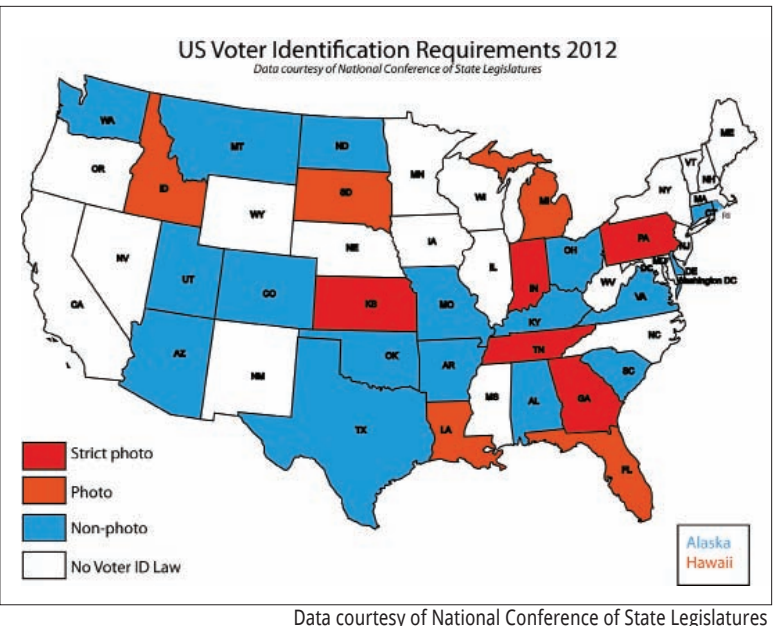 US Voter Identification Requirements 2012
Data courtesy of National Conference of State Legislatures
WA
MT
ND
MN
ME
OR
ID
SD
WI
MI
VT
NH
NY
MA
CT
RI
WY
IA
NE
PA
NJ
NV
UT
CO
IL
IN
OH
MD
DE
DC
Washington DC
WV
VA
CA
KS
MO
KY
AZ
NM
OK
AR
TN
NC
SC
MS
AL
GA
TX
LA
FL
Strict photo
Photo
Non-photo
No Voter ID Law
Alaska
Hawaii
Data courtesy of National Conference of State Legislatures